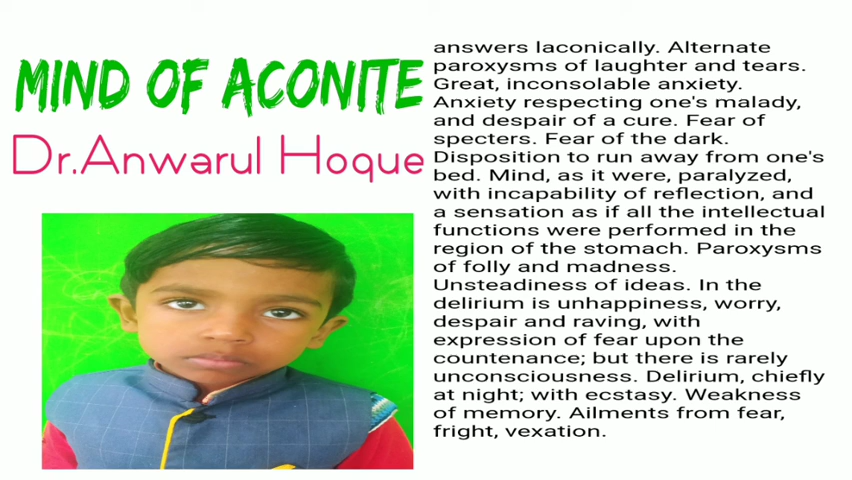 MIND OF ACONITE
Dr.Anwarul Hoque
answers laconically. Alternate
paroxysms of laughter and tears.
Great, inconsolable anxiety.
Anxiety respecting one's malady,
and despair of a cure. Fear of
specters. Fear of the dark.
Disposition to run away from one's
bed. Mind, as it were, paralyzed,
with incapability of reflection, and
a sensation as if all the intellectual
functions were performed in the
region of the stomach. Paroxysms
of folly and madness.
Unsteadiness of ideas. In the
delirium is unhappiness, worry,
despair and raving, with
expression of fear upon the
countenance; but there is rarely
unconsciousness. Delirium, chiefly
at night; with ecstasy. Weakness
of memory. Ailments from fear,
fright, vexation.